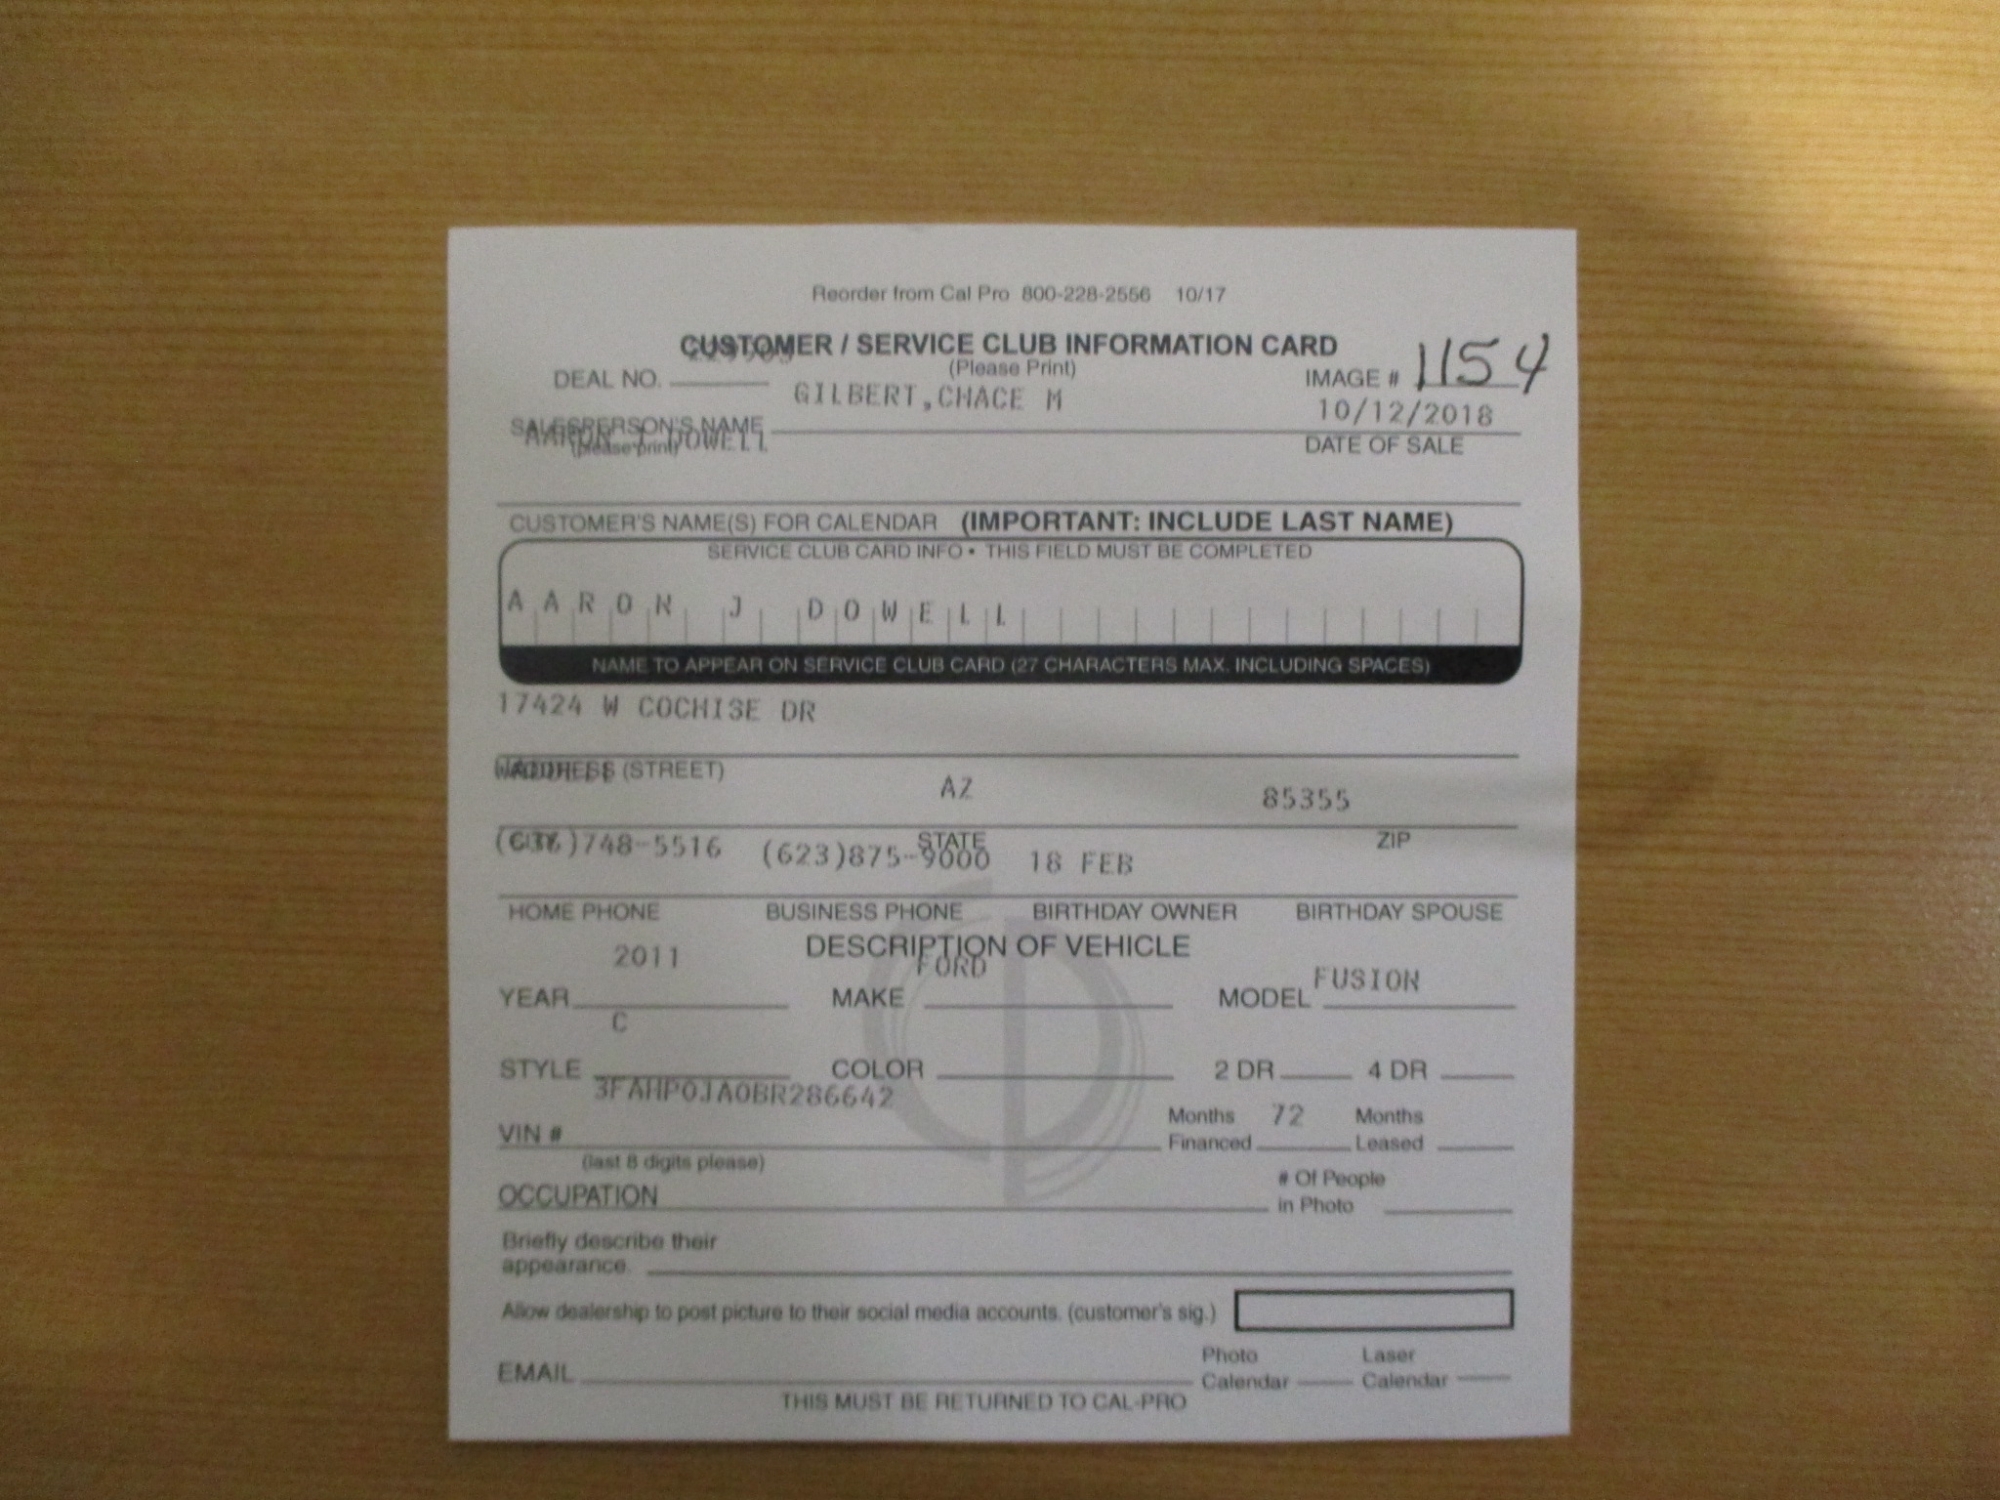 Reorder from Cal Pro 800-228-2556 10/17
CUSTOMER / SERVICE CLUB INFORMATION CARD
(Please Print)
DEAL NO.
IMAGE # 1154
GILBERT,CHACE M
10/12/2018
SALESPERSON'S NAME
(please print)
DATE OF SALE
AARON J DOWELL
CUSTOMER'S NAME(S) FOR CALENDAR (IMPORTANT: INCLUDE LAST NAME)
SERVICE CLUB CARD INFO • THIS FIELD MUST BE COMPLETED
AARON J DOWELL
NAME TO APPEAR ON SERVICE CLUB CARD (27 CHARACTERS MAX. INCLUDING SPACES)
17424 W COCHISE DR
ADDRESS (STREET)
AZ 85355
CITY STATE ZIP
)748-5516 (623)875-9000 18 FEB
HOME PHONE BUSINESS PHONE BIRTHDAY OWNER BIRTHDAY SPOUSE
DESCRIPTION OF VEHICLE
2011 FORD FUSION
YEAR MAKE MODEL
C
STYLE COLOR 2 DR 4 DR
3FAHP0JA0BR286642
VIN #
(last 8 digits please)
Months Financed 72 Months Leased
OCCUPATION
# Of People in Photo
Briefly describe their
appearance.
Allow dealership to post picture to their social media accounts. (customer's sig.)
EMAIL
Photo Calendar Laser Calendar
THIS MUST BE RETURNED TO CAL-PRO